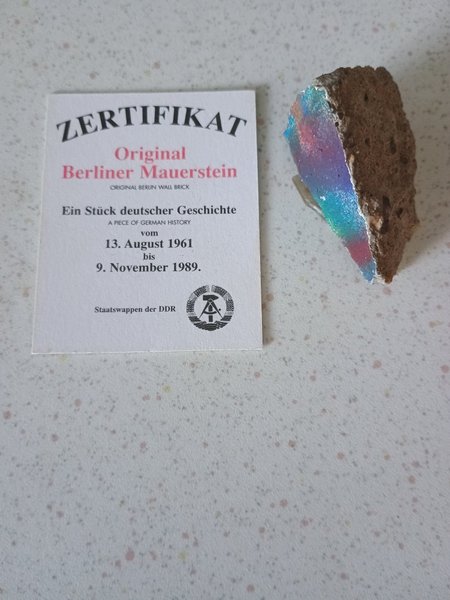 ZERTIFIKAT
Original
Berliner Mauerstein
ORIGINAL BERLIN WALL BRICK
Ein Stück deutscher Geschichte
A PIECE OF GERMAN HISTORY
vom
13. August 1961
bis
9. November 1989.
Staatswappen der DDR